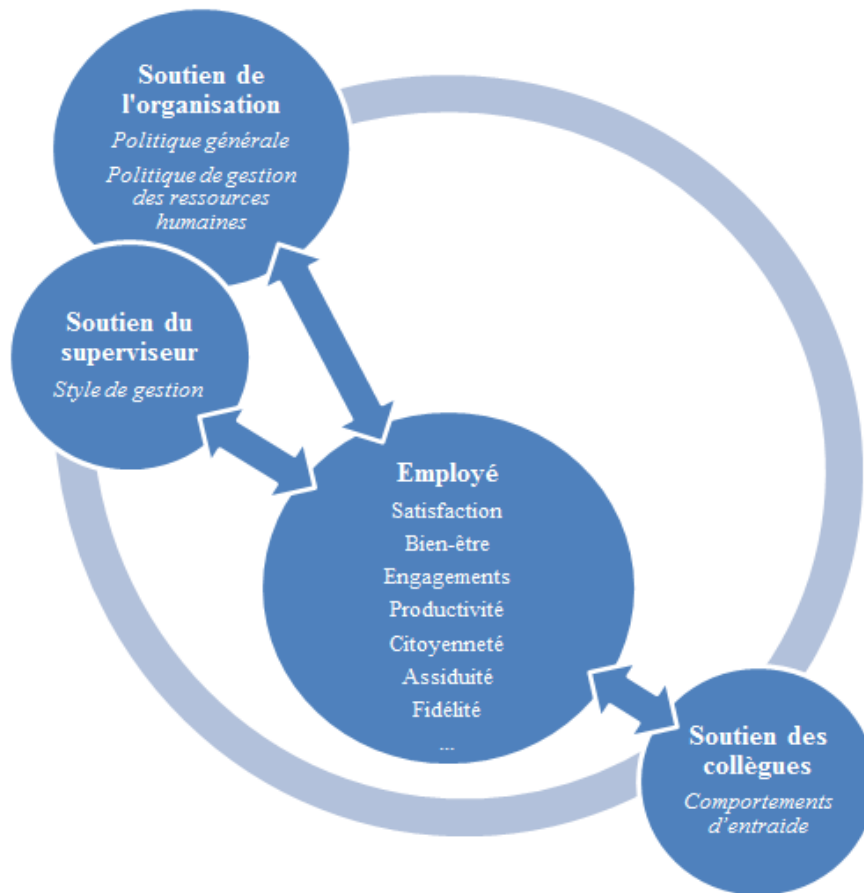 Soutien de
l'organisation
Politique générale
Politique de gestion
des ressources
humaines
Soutien du
superviseur
Style de gestion
Employé
Satisfaction
Bien-être
Engagements
Productivité
Citoyenneté
Assiduité
Fidélité
...
Soutien des
collègues
Comportements
d’entraide